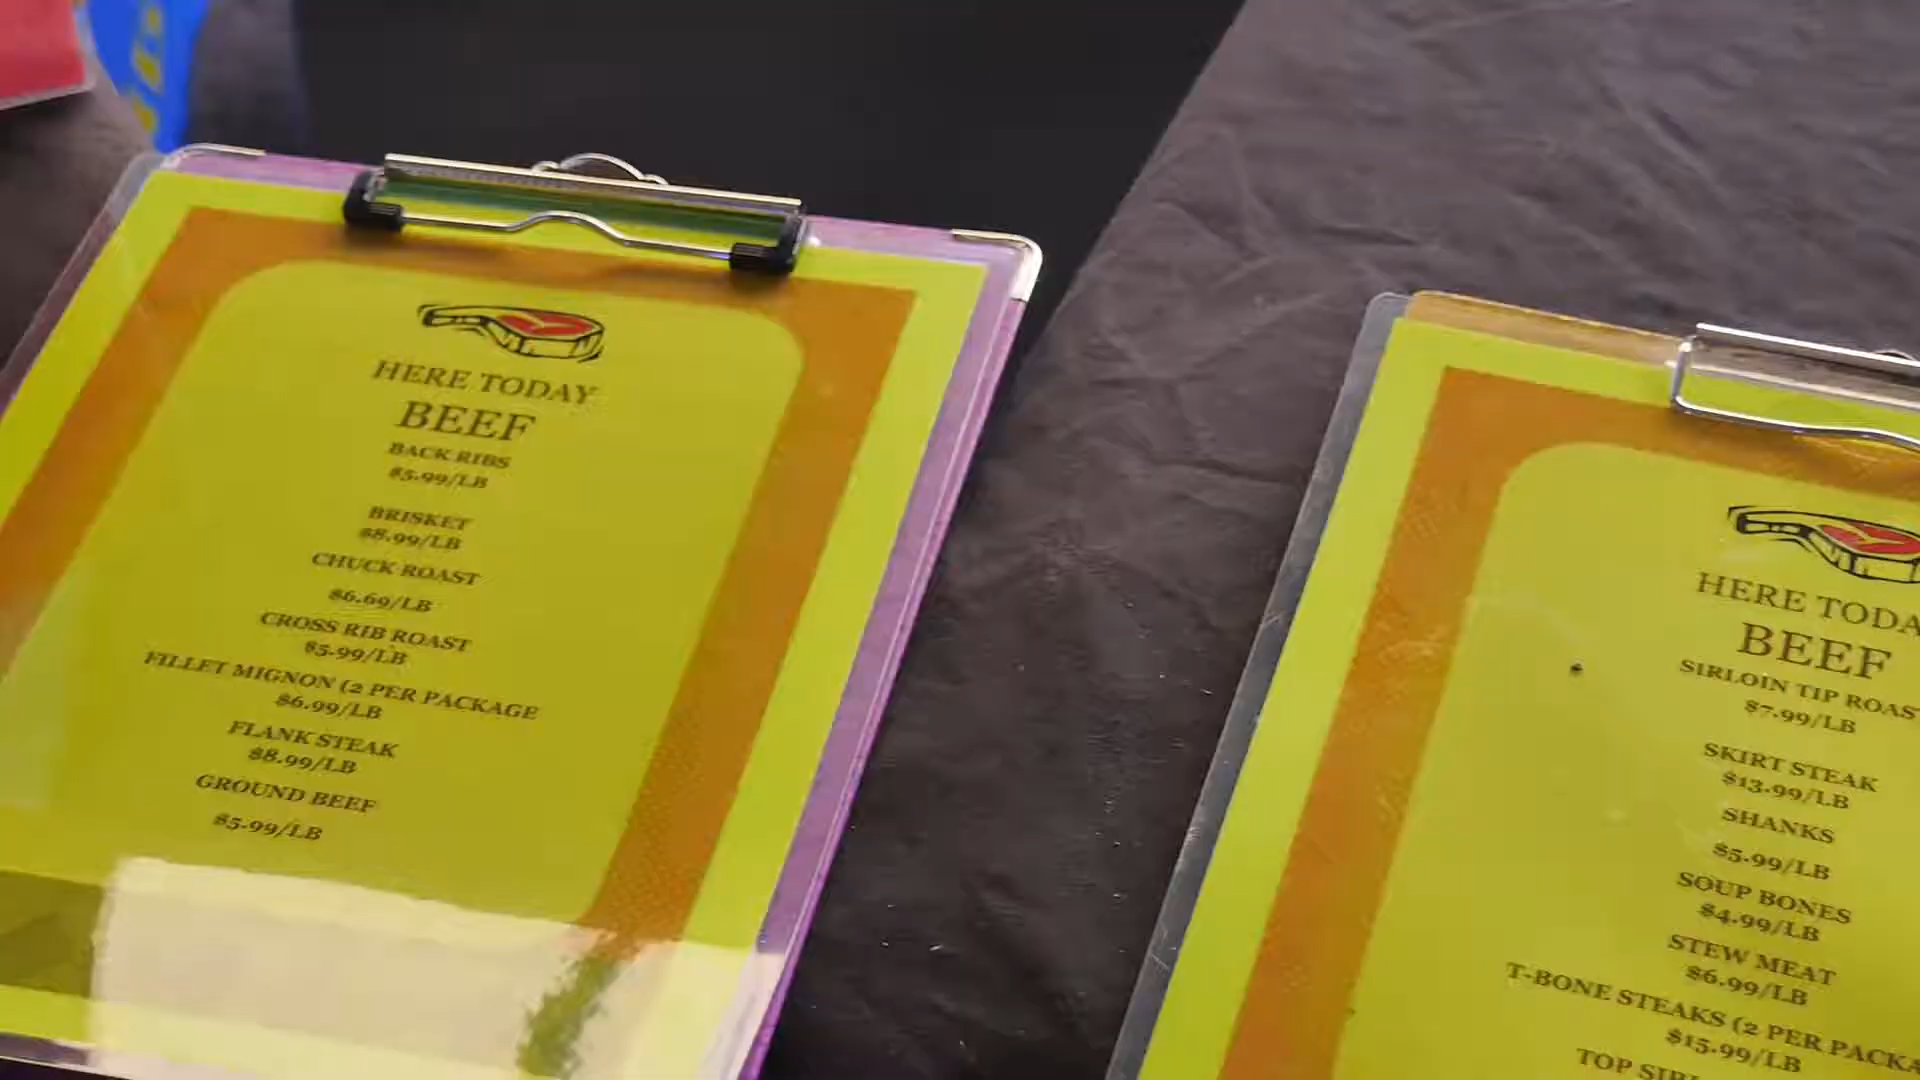 HERE TODAY
BEEF
BACK RIBS
$5.99/LB
BRISKET
$8.99/LB
CHUCK ROAST
$6.69/LB
CROSS RIB ROAST
$5.99/LB
FILLET MIGNON (2 PER PACKAGE
$6.99/LB
FLANK STEAK
$8.99/LB
GROUND BEEF
$5.99/LB
HERE TODA
BEEF
SIRLOIN TIP ROAST
$7.99/LB
SKIRT STEAK
$13.99/LB
SHANKS
$5.99/LB
SOUP BONES
$4.99/LB
STEW MEAT
$6.99/LB
T-BONE STEAKS (2 PER PACKA
$15.99/LB
TOP